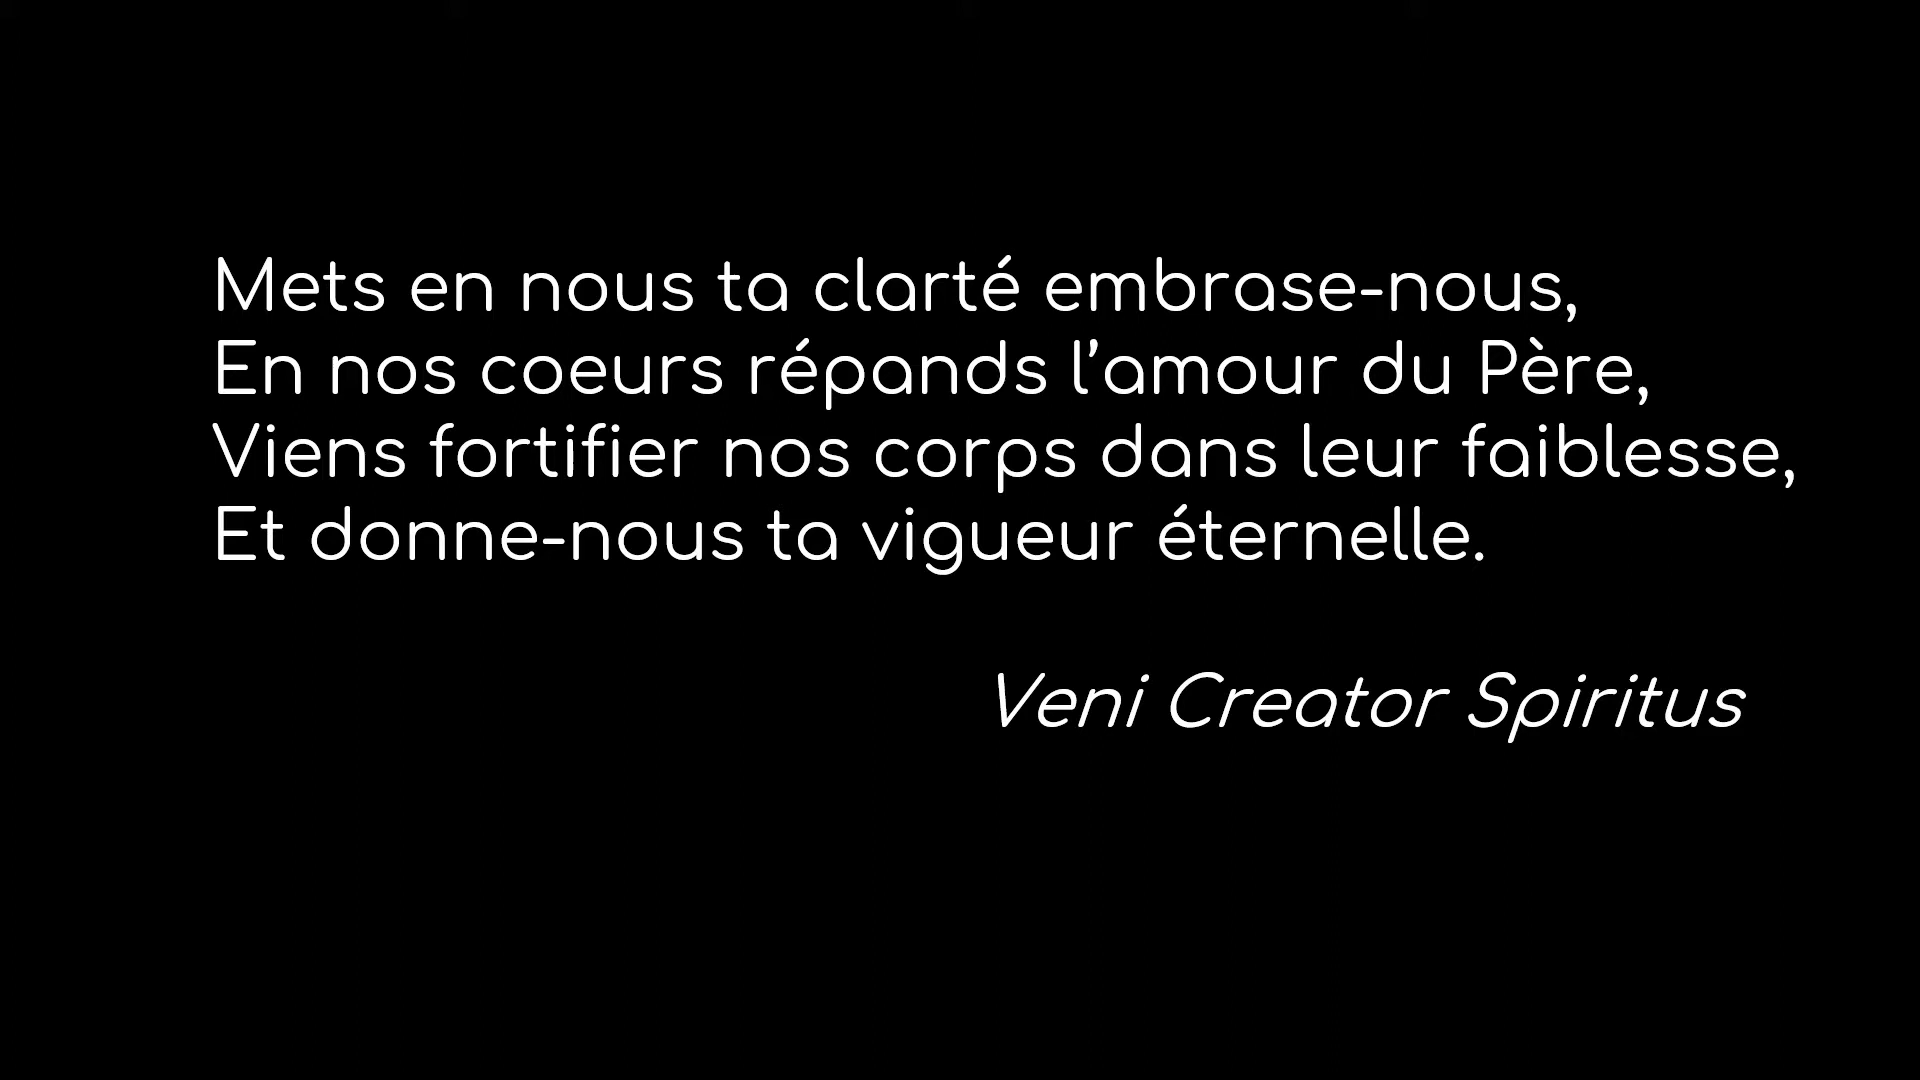 Mets en nous ta clarté embrase-nous,
En nos coeurs répands l’amour du Père,
Viens fortifier nos corps dans leur faiblesse,
Et donne-nous ta vigueur éternelle.
Veni Creator Spiritus